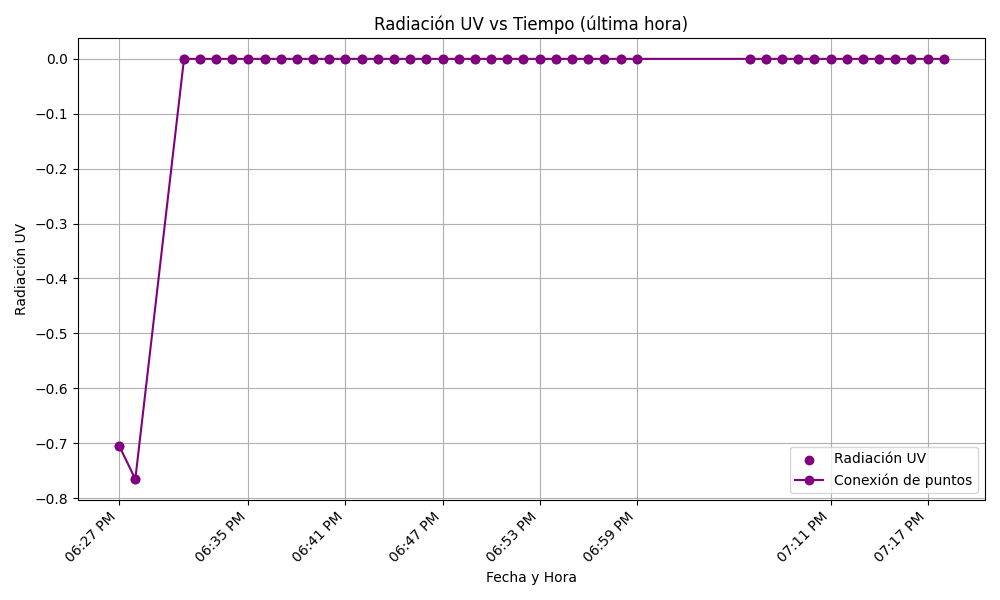 Radiación UV vs Tiempo (última hora)
Radiación UV
0.0
−0.1
−0.2
−0.3
−0.4
−0.5
−0.6
−0.7
−0.8
Radiación UV
Conexión de puntos
06:27 PM
06:35 PM
06:41 PM
06:47 PM
06:53 PM
06:59 PM
07:11 PM
07:17 PM
Fecha y Hora